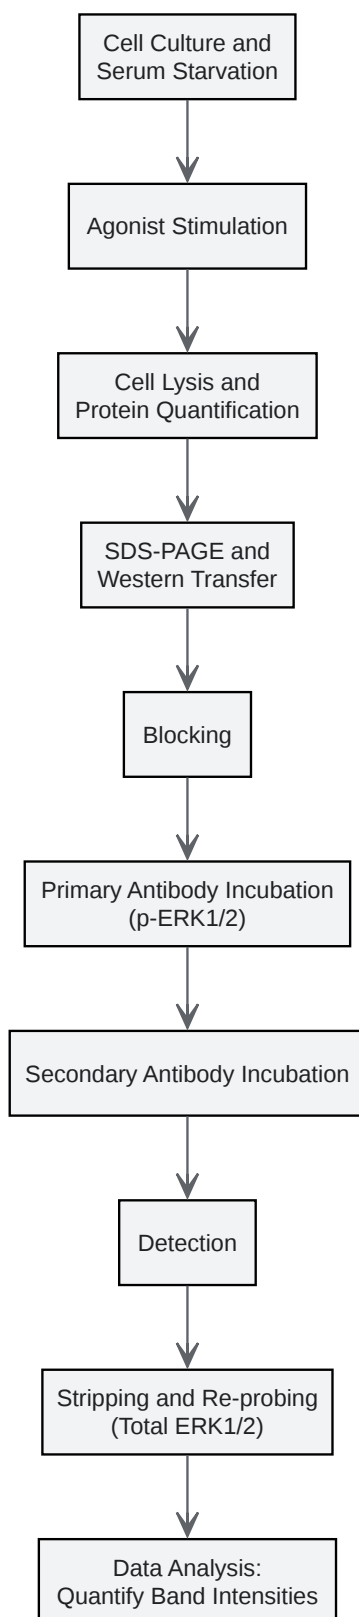 Cell Culture and
Serum Starvation
Agonist Stimulation
Cell Lysis and
Protein Quantification
SDS-PAGE and
Western Transfer
Blocking
Primary Antibody Incubation
(p-ERK1/2)
Secondary Antibody Incubation
Detection
Stripping and Re-probing
(Total ERK1/2)
Data Analysis:
Quantify Band Intensities